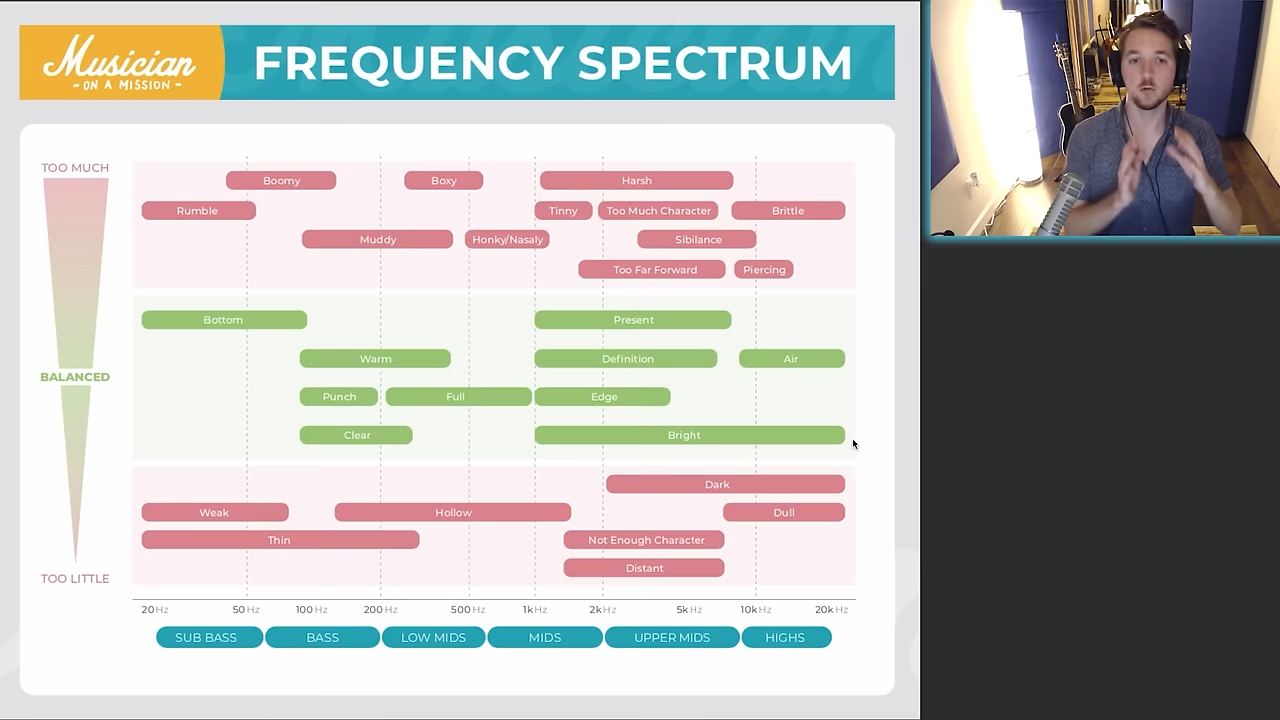 Musician
- ON A MISSION -
FREQUENCY SPECTRUM
TOO MUCH
Boomy
Boxy
Harsh
Rumble
Tinny
Too Much Character
Brittle
Muddy
Honky/Nasaly
Sibilance
Too Far Forward
Piercing
Bottom
Present
Warm
Definition
Air
BALANCED
Punch
Full
Edge
Clear
Bright
Dark
Weak
Hollow
Dull
Thin
Not Enough Character
Distant
TOO LITTLE
20 Hz 50 Hz 100 Hz 200 Hz 500 Hz 1k Hz 2k Hz 5k Hz 10k Hz 20k Hz
SUB BASS BASS LOW MIDS MIDS UPPER MIDS HIGHS